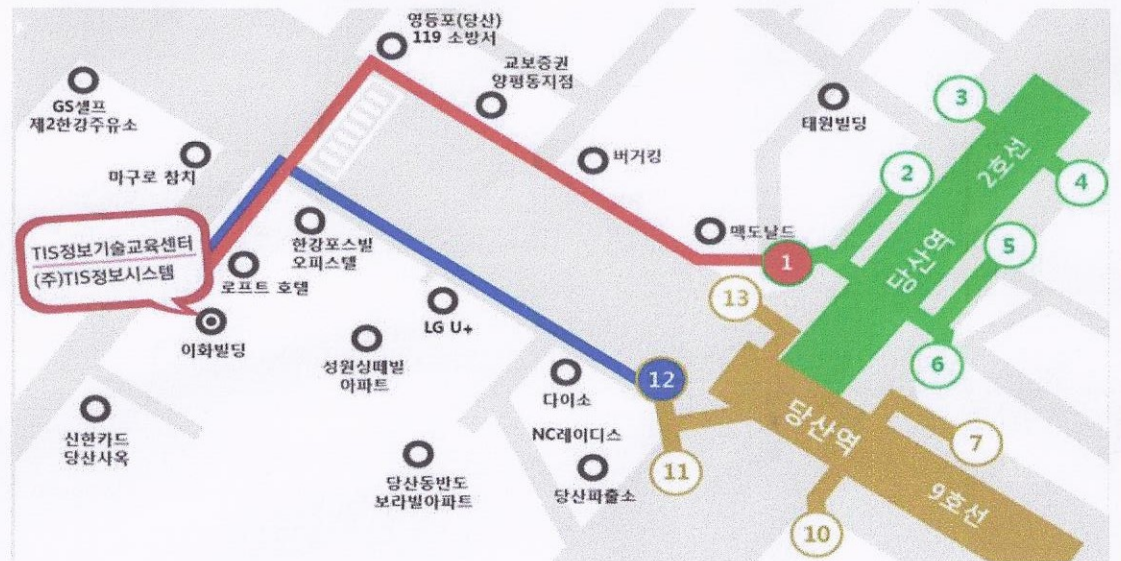 영등포(당산)
119 소방서
교보증권
양평동지점
GS셀프
제2한강주유소
태원빌딩
3
2호선
4
마구로 참치
버거킹
2
TIS정보기술교육센터
(주)TIS정보시스템
한강포스빌
오피스텔
맥도날드
당산역
5
로프트 호텔
1
13
이화빌딩
LG U+
성원상떼빌
아파트
6
12
다이소
신한카드
당산사옥
NC레이디스
당산역
7
당산동반도
보라빌아파트
당산파출소
11
10
9호선